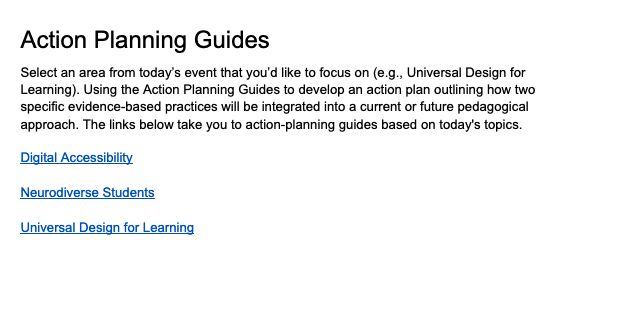 Action Planning Guides
Select an area from today’s event that you’d like to focus on (e.g., Universal Design for
Learning). Using the Action Planning Guides to develop an action plan outlining how two
specific evidence-based practices will be integrated into a current or future pedagogical
approach. The links below take you to action-planning guides based on today's topics.
Digital Accessibility
Neurodiverse Students
Universal Design for Learning